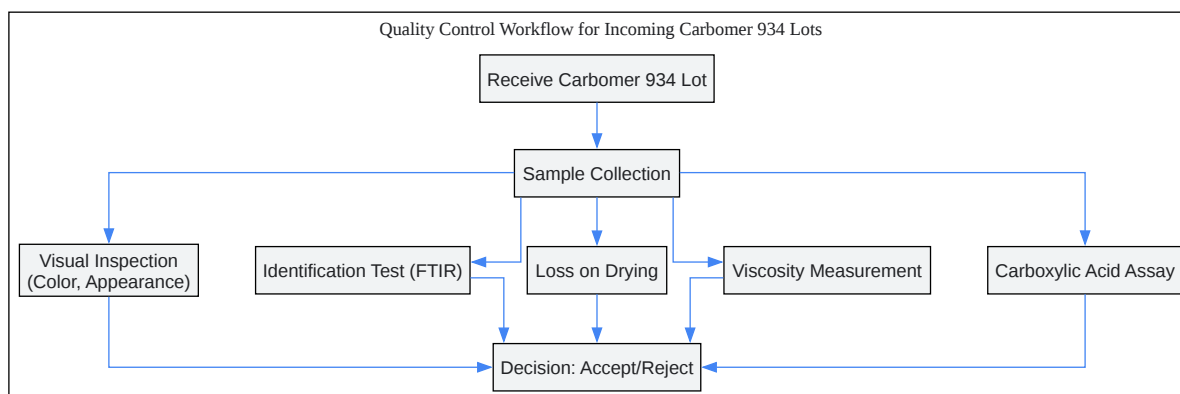 Quality Control Workflow for Incoming Carbomer 934 Lots
Receive Carbomer 934 Lot
Sample Collection
Visual Inspection
(Color, Appearance)
Identification Test (FTIR)
Loss on Drying
Viscosity Measurement
Carboxylic Acid Assay
Decision: Accept/Reject